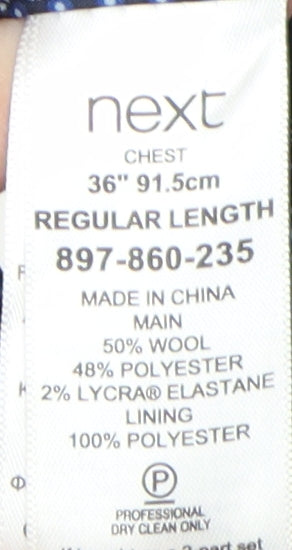 next
CHEST
36" 91.5cm
REGULAR LENGTH
897-860-235
MADE IN CHINA
MAIN
50% WOOL
48% POLYESTER
2% LYCRA® ELASTANE
LINING
100% POLYESTER
P
PROFESSIONAL
DRY CLEAN ONLY